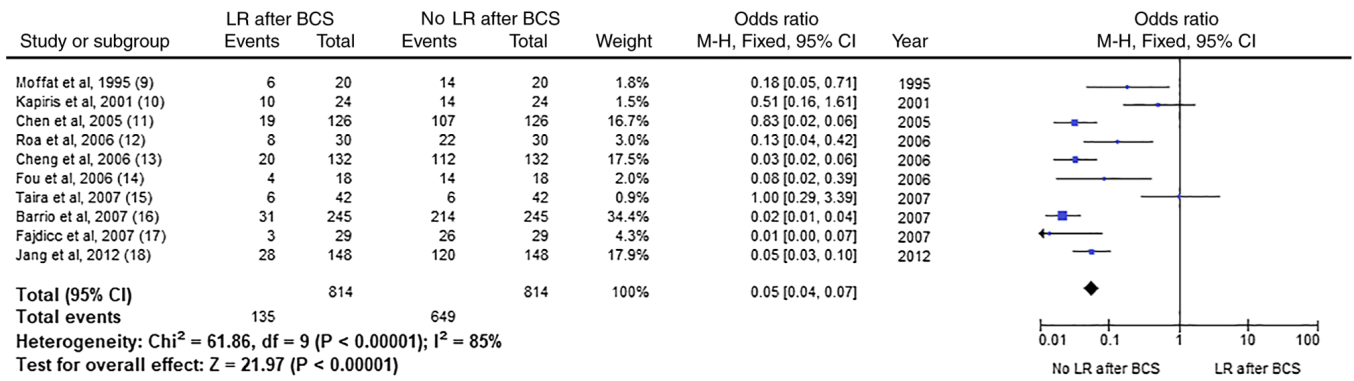 LR after BCS No LR after BCS Odds ratio Odds ratio
Study or subgroup Events Total Events Total Weight M-H, Fixed, 95% CI Year M-H, Fixed, 95% CI
Moffat et al, 1995 (9) 6 20 14 20 1.8% 0.18 [0.05, 0.71] 1995
Kapiris et al, 2001 (10) 10 24 14 24 1.5% 0.51 [0.16, 1.61] 2001
Chen et al, 2005 (11) 19 126 107 126 16.7% 0.83 [0.02, 0.06] 2005
Roa et al, 2006 (12) 8 30 22 30 3.0% 0.13 [0.04, 0.42] 2006
Cheng et al, 2006 (13) 20 132 112 132 17.5% 0.03 [0.02, 0.06] 2006
Fou et al, 2006 (14) 4 18 14 18 2.0% 0.08 [0.02, 0.39] 2006
Taira et al, 2007 (15) 6 42 6 42 0.9% 1.00 [0.29, 3.39] 2007
Barrio et al, 2007 (16) 31 245 214 245 34.4% 0.02 [0.01, 0.04] 2007
Fajdicc et al, 2007 (17) 3 29 26 29 4.3% 0.01 [0.00, 0.07] 2007
Jang et al, 2012 (18) 28 148 120 148 17.9% 0.05 [0.03, 0.10] 2012
Total (95% CI) 814 814 100% 0.05 [0.04, 0.07]
Total events 135 649
Heterogeneity: Chi² = 61.86, df = 9 (P < 0.00001); I² = 85%
Test for overall effect: Z = 21.97 (P < 0.00001)
0.01 0.1 1 10 100
No LR after BCS LR after BCS